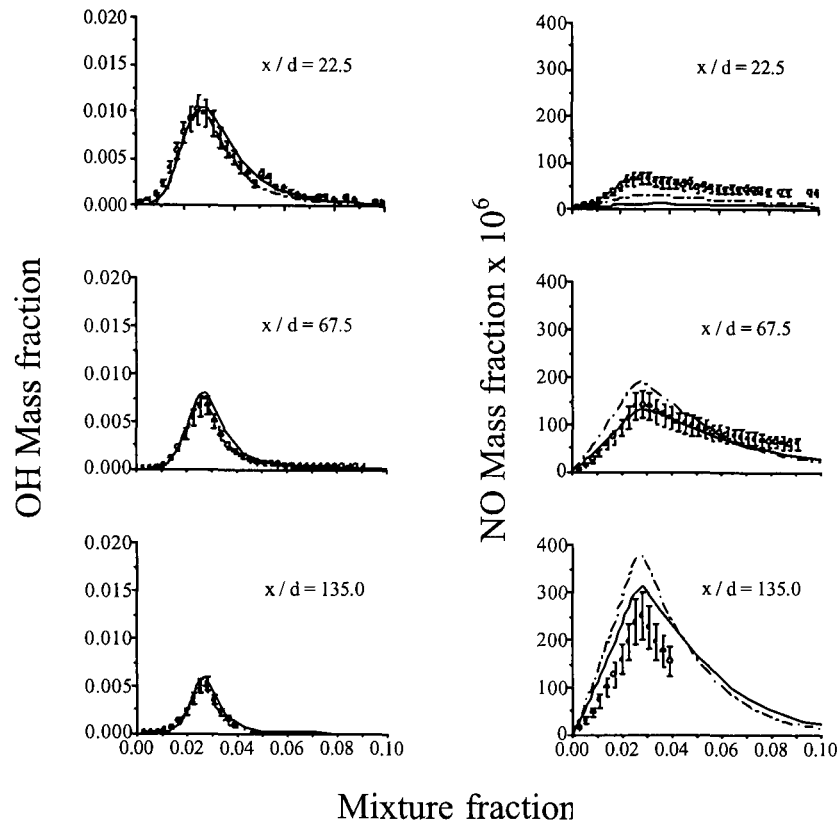 OH Mass fraction
0.020
0.015
0.010
0.005
0.000
x / d = 22.5
0.020
0.015
0.010
0.005
0.000
x / d = 67.5
0.020
0.015
0.010
0.005
0.000
x / d = 135.0
0.00 0.02 0.04 0.06 0.08 0.10
NO Mass fraction x 10⁶
400
300
200
100
0
x / d = 22.5
400
300
200
100
0
x / d = 67.5
400
300
200
100
0
x / d = 135.0
0.00 0.02 0.04 0.06 0.08 0.10
Mixture fraction